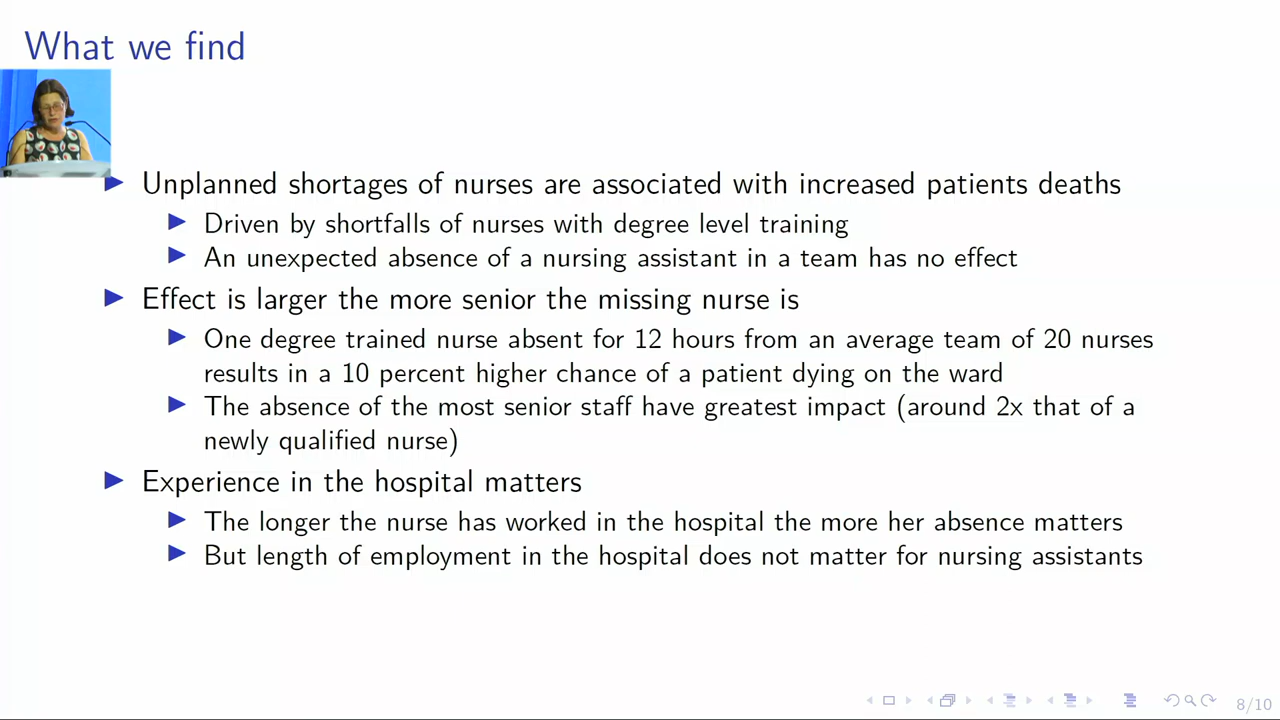 What we find
Unplanned shortages of nurses are associated with increased patients deaths
Driven by shortfalls of nurses with degree level training
An unexpected absence of a nursing assistant in a team has no effect
Effect is larger the more senior the missing nurse is
One degree trained nurse absent for 12 hours from an average team of 20 nurses
results in a 10 percent higher chance of a patient dying on the ward
The absence of the most senior staff have greatest impact (around 2x that of a
newly qualified nurse)
Experience in the hospital matters
The longer the nurse has worked in the hospital the more her absence matters
But length of employment in the hospital does not matter for nursing assistants
8/10